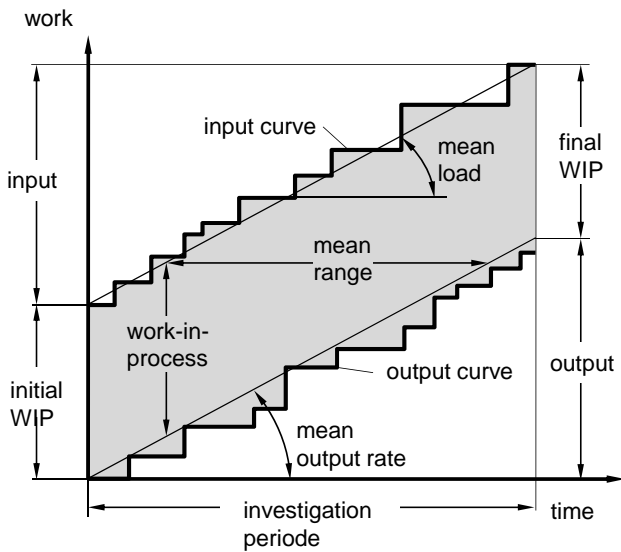 work
input curve
mean
load
final
WIP
input
mean
range
work-in-
process
initial
WIP
output curve
output
mean
output rate
investigation
periode
time